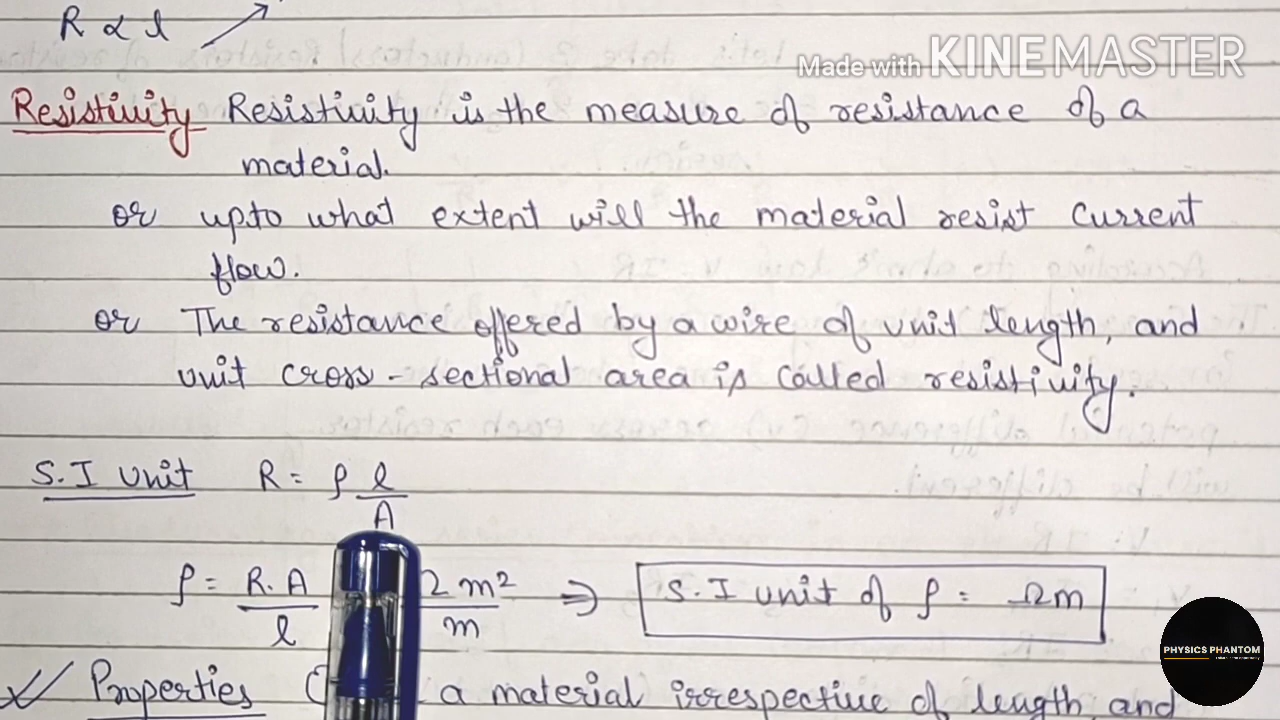 R ∝ l
Made with KINEMASTER
Resistivity Resistivity is the measure of resistance of a
material.
or upto what extent will the material resist current
flow.
or The resistance offered by a wire of unit length, and
unit cross-sectional area is called resistivity.
S.I unit R = ρ l/A
ρ = R.A/l Ω m²/m ⇒ S.I unit of ρ = Ωm
PHYSICS PHANTOM
Properties a material irrespective of length and